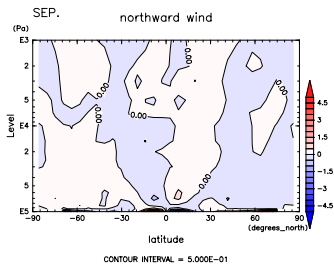 SEP.
northward wind
(Pa)
E3
2
5
E4
2
5
E5
Level
0.00
0.00
0.00
0.00
0.00
0.00
0.00
−90 −60 −30 0 30 60 90
(degrees_north)
latitude
4.5
3
1.5
0
−1.5
−3
−4.5
CONTOUR INTERVAL = 5.000E−01